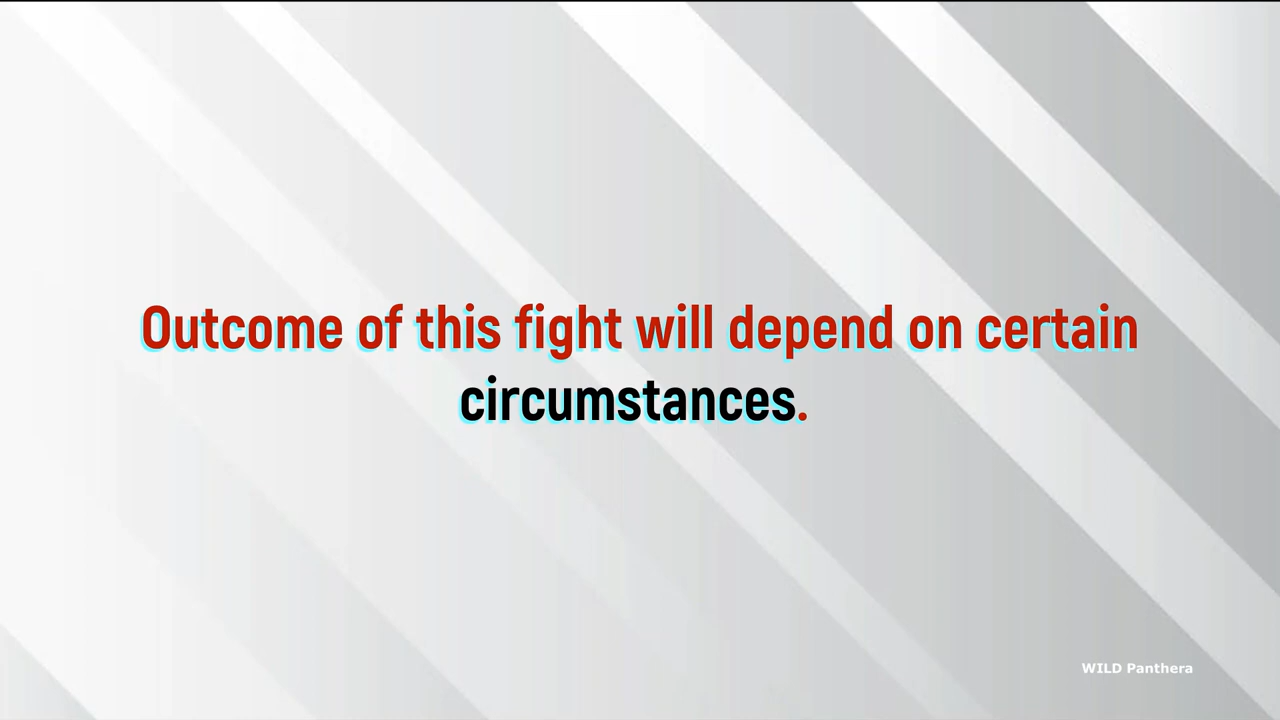 Outcome of this fight will depend on certain
circumstances.
WILD Panthera